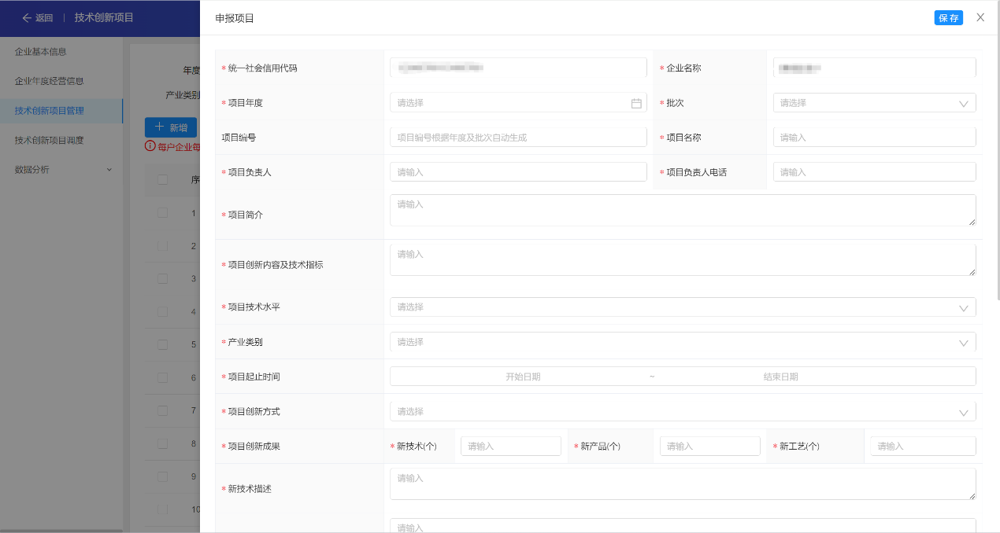 返回 | 技术创新项目
申报项目
保存
企业基本信息
企业年度经营信息
技术创新项目管理
技术创新项目调度
数据分析
年度
产业类别
新增
每户企业每
序
1
2
3
4
5
6
7
8
9
10
* 统一社会信用代码
* 企业名称
* 项目年度 请选择
* 批次 请选择
项目编号 项目编号根据年度及批次自动生成
* 项目名称 请输入
* 项目负责人 请输入
* 项目负责人电话 请输入
* 项目简介 请输入
* 项目创新内容及技术指标 请输入
* 项目技术水平 请选择
* 产业类别 请选择
* 项目起止时间 开始日期 ~ 结束日期
* 项目创新方式 请选择
* 项目创新成果 * 新技术(个) 请输入 * 新产品(个) 请输入 * 新工艺(个) 请输入
* 新技术描述 请输入
请输入